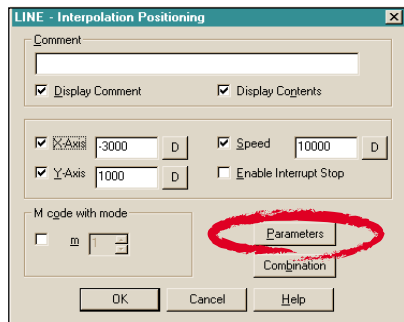 LINE - Interpolation Positioning
Comment
Display Comment Display Contents
X-Axis -3000 D Speed 10000 D
Y-Axis 1000 D Enable Interrupt Stop
M code with mode
m 1
Parameters
Combination
OK Cancel Help